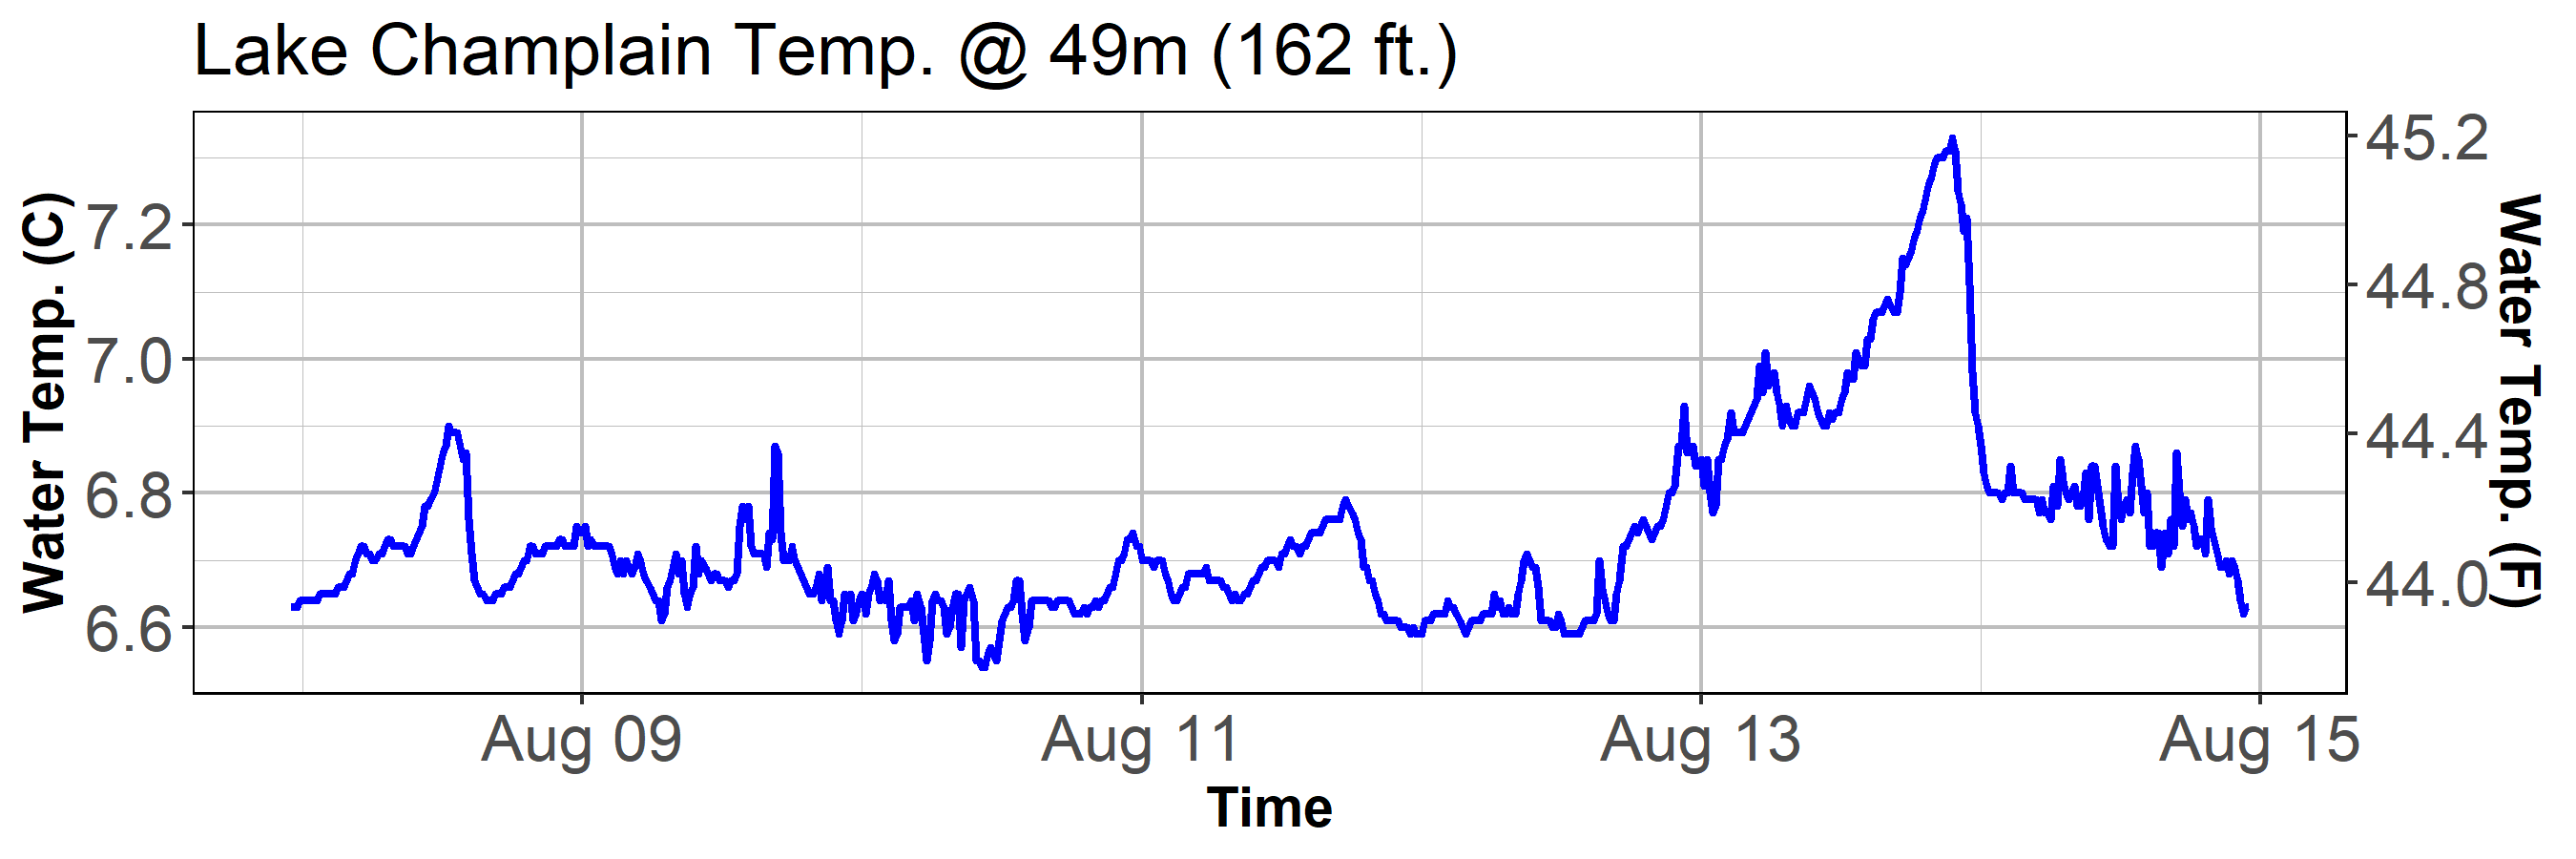 Lake Champlain Temp. @ 49m (162 ft.)
Water Temp. (C)
7.2
7.0
6.8
6.6
45.2
44.8
44.4
44.0
Water Temp. (F)
Aug 09 Aug 11 Aug 13 Aug 15
Time